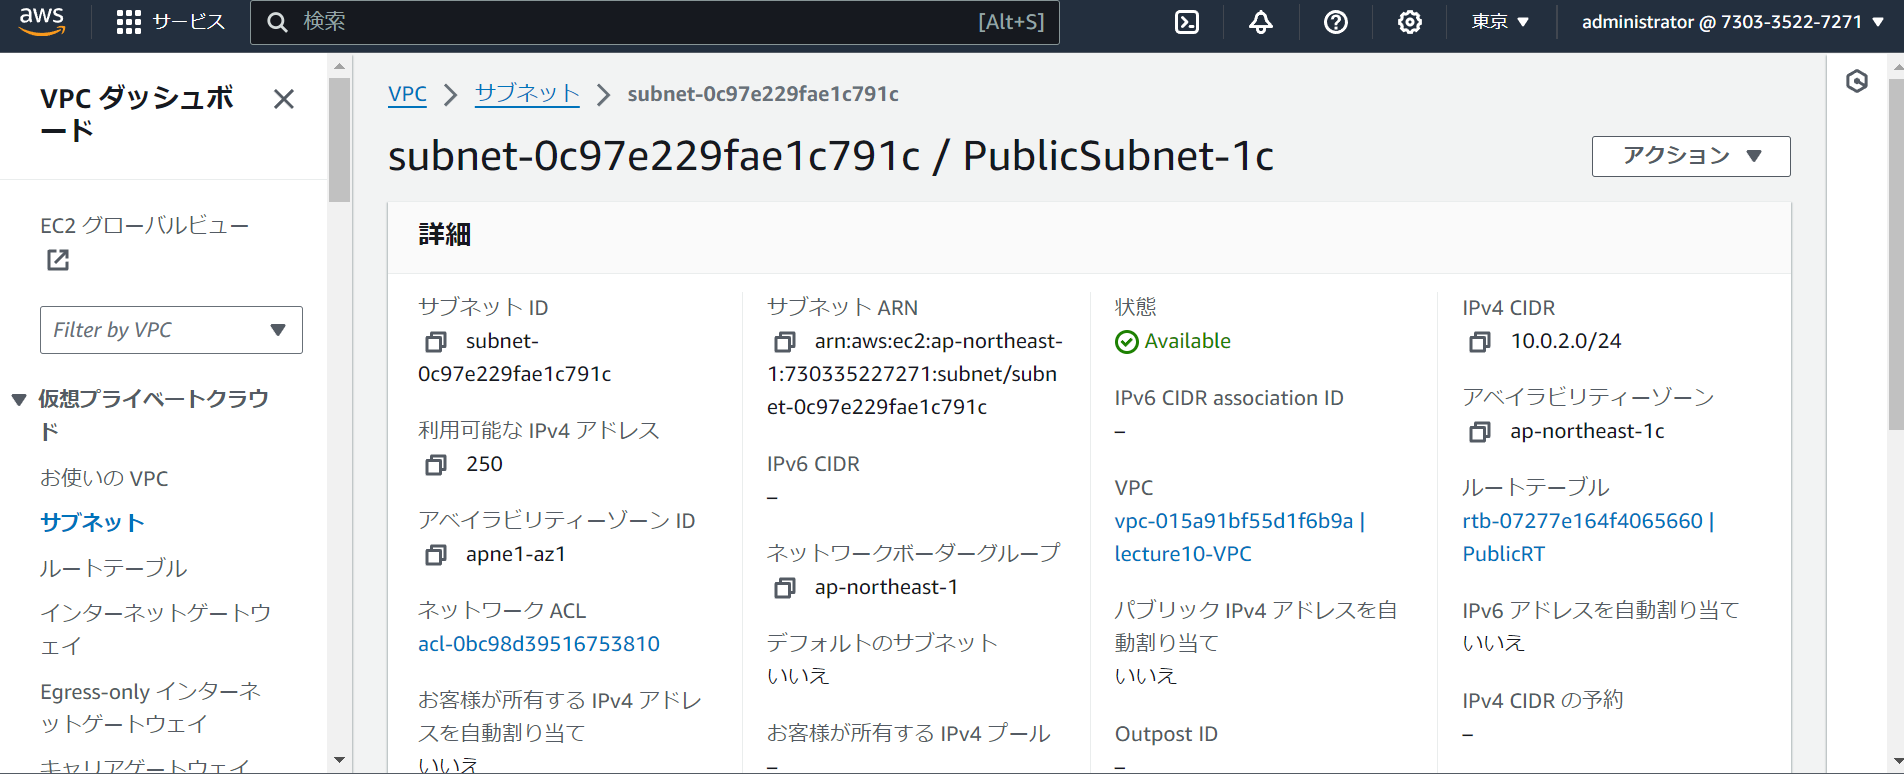 aws
サービス
検索
[Alt+S]
東京
administrator @ 7303-3522-7271
VPC ダッシュボ
ード
EC2 グローバルビュー
Filter by VPC
仮想プライベートクラウ
ド
お使いの VPC
サブネット
ルートテーブル
インターネットゲートウ
ェイ
Egress-only インターネ
ットゲートウェイ
キャリアゲートウェイ
VPC
サブネット
subnet-0c97e229fae1c791c
subnet-0c97e229fae1c791c / PublicSubnet-1c
アクション
詳細
サブネット ID
subnet-
0c97e229fae1c791c
利用可能な IPv4 アドレス
250
アベイラビリティーゾーン ID
apne1-az1
ネットワーク ACL
acl-0bc98d39516753810
お客様が所有する IPv4 アドレ
スを自動割り当て
いいえ
サブネット ARN
arn:aws:ec2:ap-northeast-
1:730335227271:subnet/subn
et-0c97e229fae1c791c
IPv6 CIDR
–
ネットワークボーダーグループ
ap-northeast-1
デフォルトのサブネット
いいえ
お客様が所有する IPv4 プール
–
状態
Available
IPv6 CIDR association ID
–
VPC
vpc-015a91bf55d1f6b9a |
lecture10-VPC
パブリック IPv4 アドレスを自
動割り当て
いいえ
Outpost ID
–
IPv4 CIDR
10.0.2.0/24
アベイラビリティーゾーン
ap-northeast-1c
ルートテーブル
rtb-07277e164f4065660 |
PublicRT
IPv6 アドレスを自動割り当て
いいえ
IPv4 CIDR の予約
–